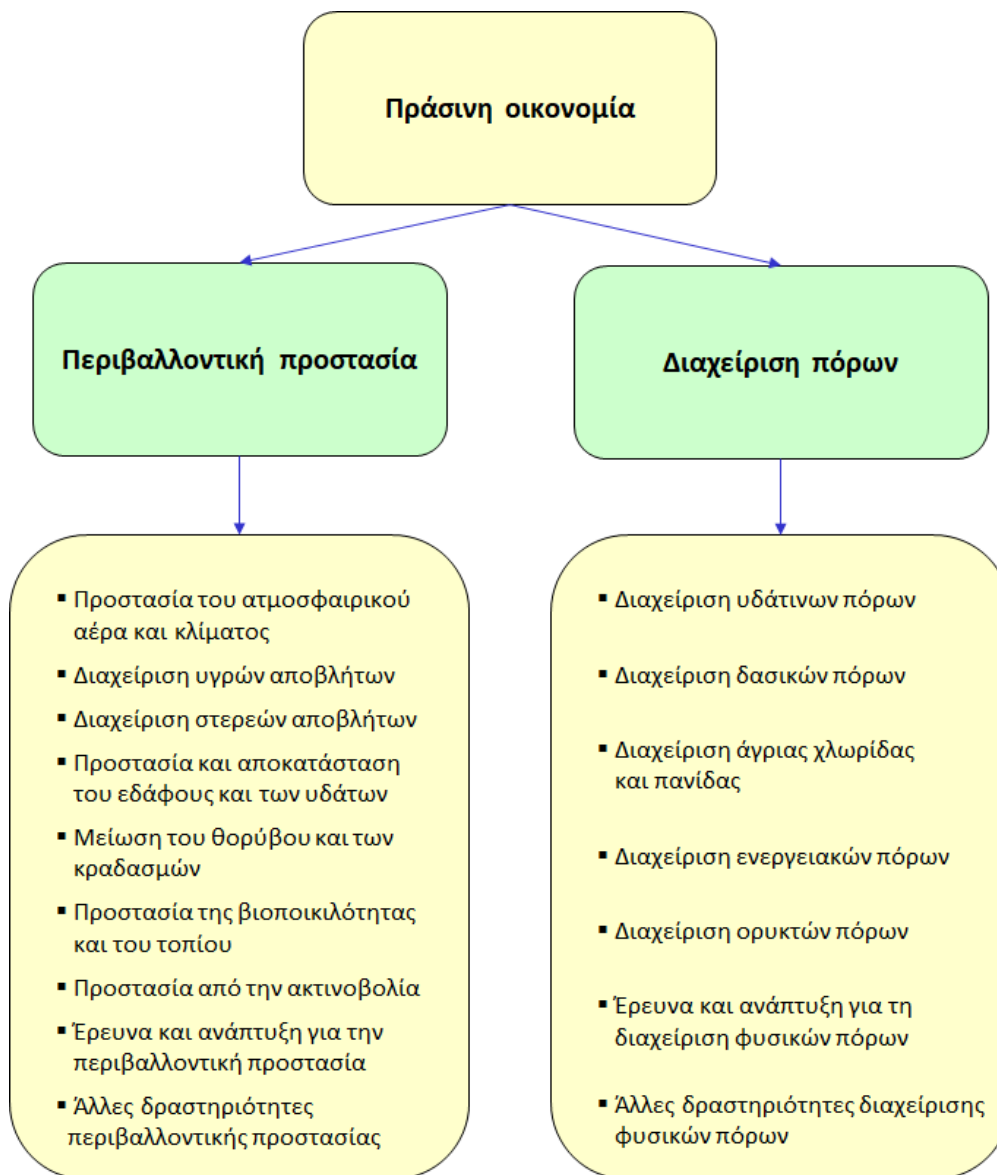 Πράσινη οικονομία
Περιβαλλοντική προστασία
Διαχείριση πόρων
▪ Προστασία του ατμοσφαιρικού
αέρα και κλίματος
▪ Διαχείριση υγρών αποβλήτων
▪ Διαχείριση στερεών αποβλήτων
▪ Προστασία και αποκατάσταση
του εδάφους και των υδάτων
▪ Μείωση του θορύβου και των
κραδασμών
▪ Προστασία της βιοποικιλότητας
και του τοπίου
▪ Προστασία από την ακτινοβολία
▪ Έρευνα και ανάπτυξη για την
περιβαλλοντική προστασία
▪ Άλλες δραστηριότητες
περιβαλλοντικής προστασίας
▪ Διαχείριση υδάτινων πόρων
▪ Διαχείριση δασικών πόρων
▪ Διαχείριση άγριας χλωρίδας
και πανίδας
▪ Διαχείριση ενεργειακών πόρων
▪ Διαχείριση ορυκτών πόρων
▪ Έρευνα και ανάπτυξη για τη
διαχείριση φυσικών πόρων
▪ Άλλες δραστηριότητες διαχείρισης
φυσικών πόρων